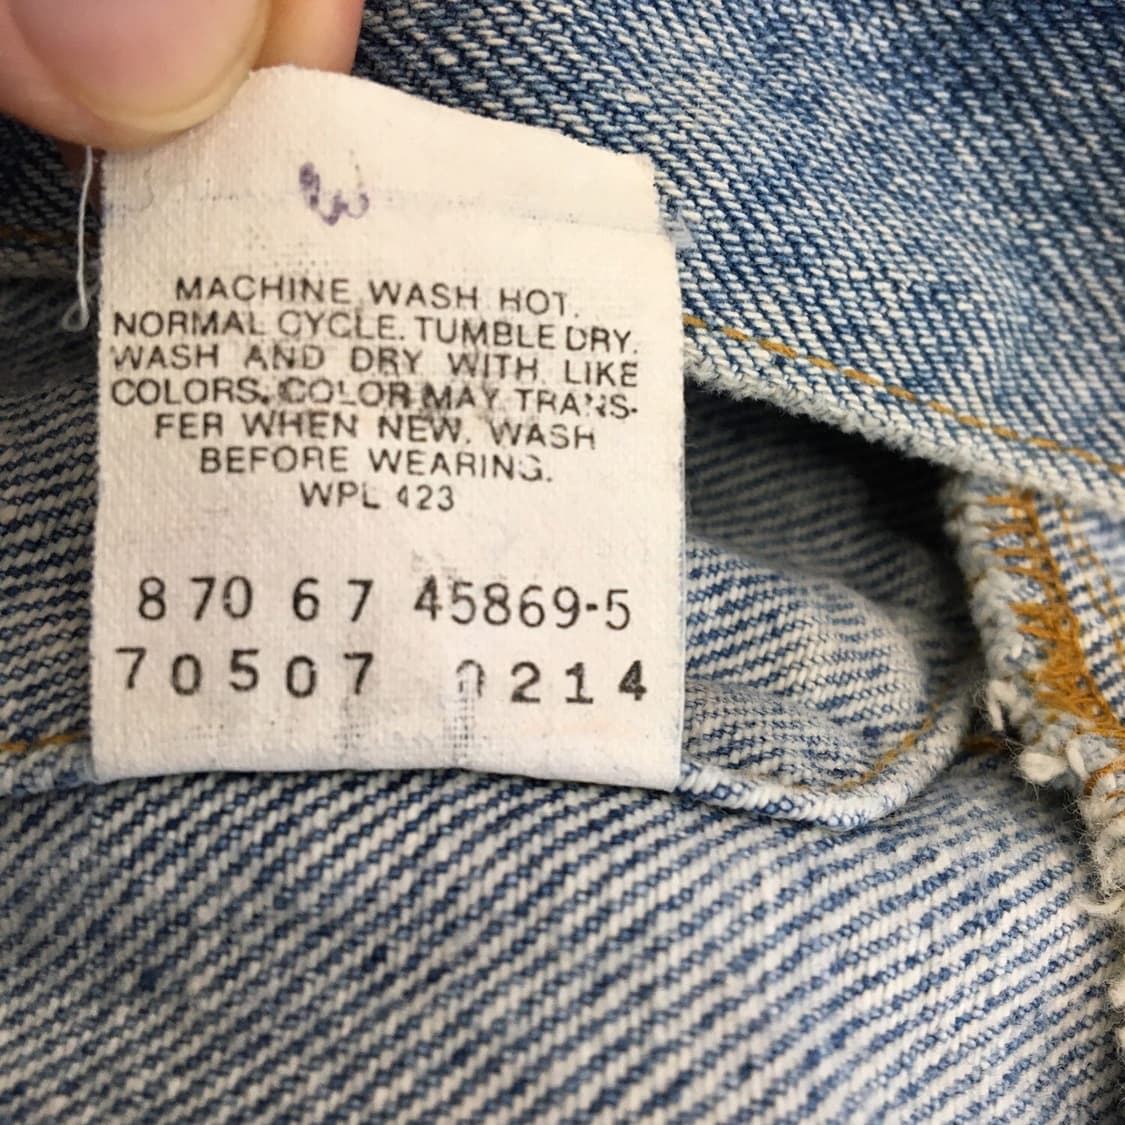 W
MACHINE WASH HOT.
NORMAL CYCLE. TUMBLE DRY.
WASH AND DRY WITH LIKE
COLORS. COLOR MAY TRANS-
FER WHEN NEW. WASH
BEFORE WEARING.
WPL 423
8 70 6 7 45869-5
70507 0214